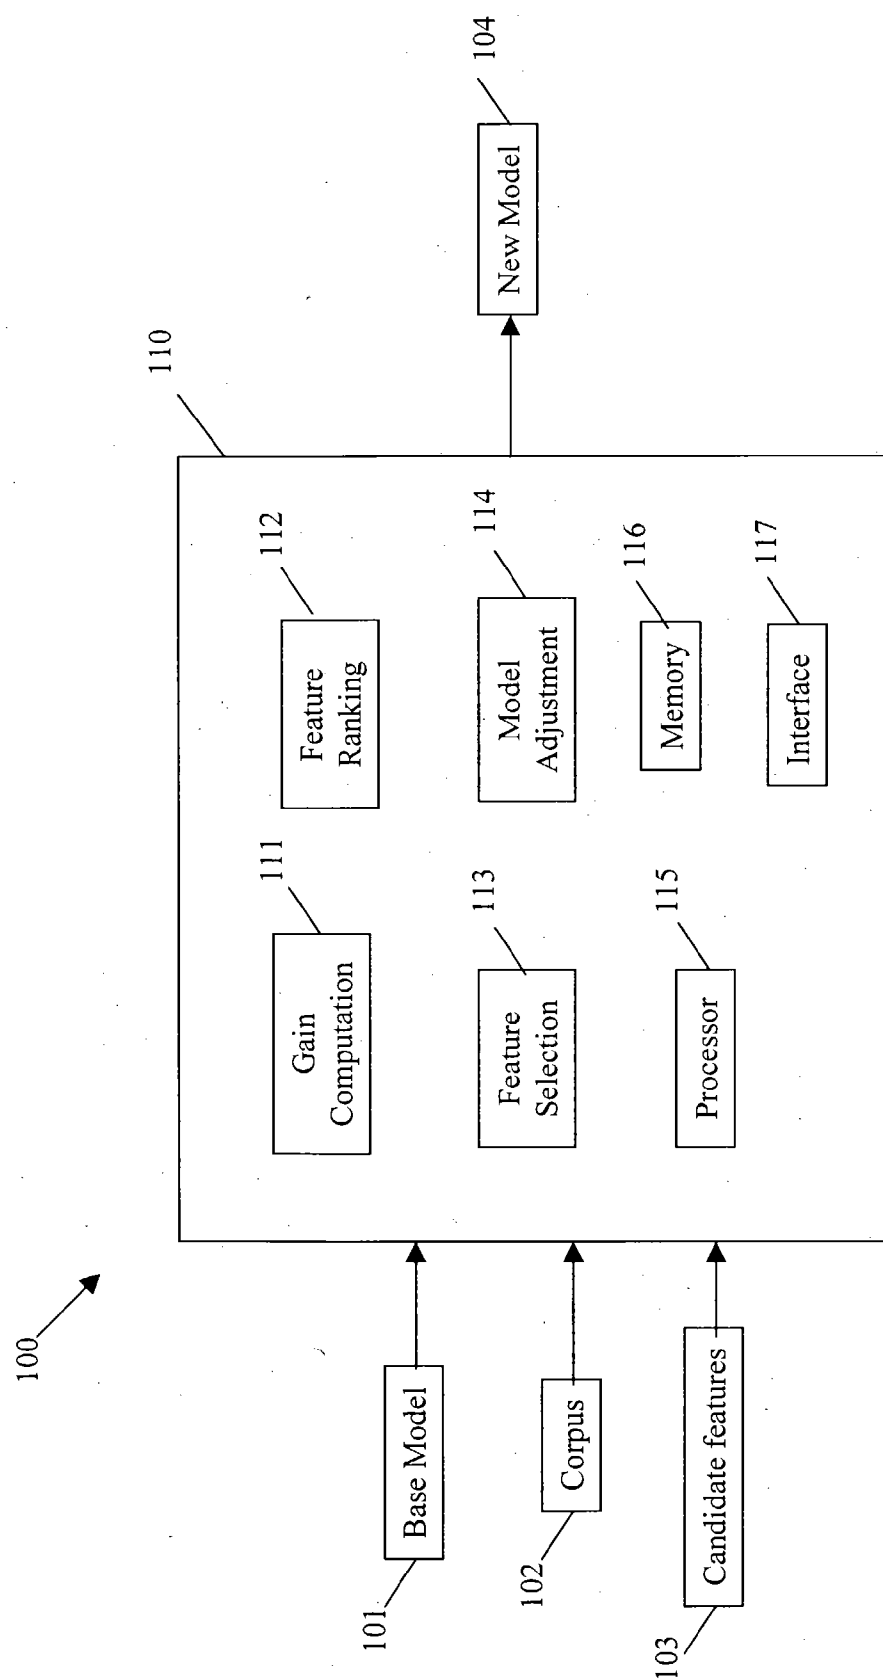 100
110
104
New Model
111
Gain
Computation
112
Feature
Ranking
101
Base Model
113
Feature
Selection
114
Model
Adjustment
102
Corpus
115
Processor
116
Memory
103
Candidate features
117
Interface